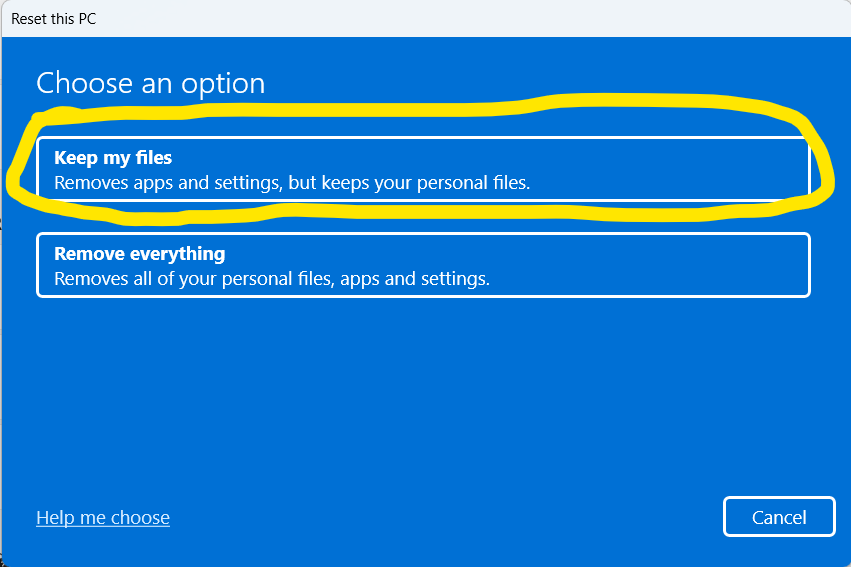 Reset this PC
Choose an option
Keep my files
Removes apps and settings, but keeps your personal files.
Remove everything
Removes all of your personal files, apps and settings.
Help me choose
Cancel